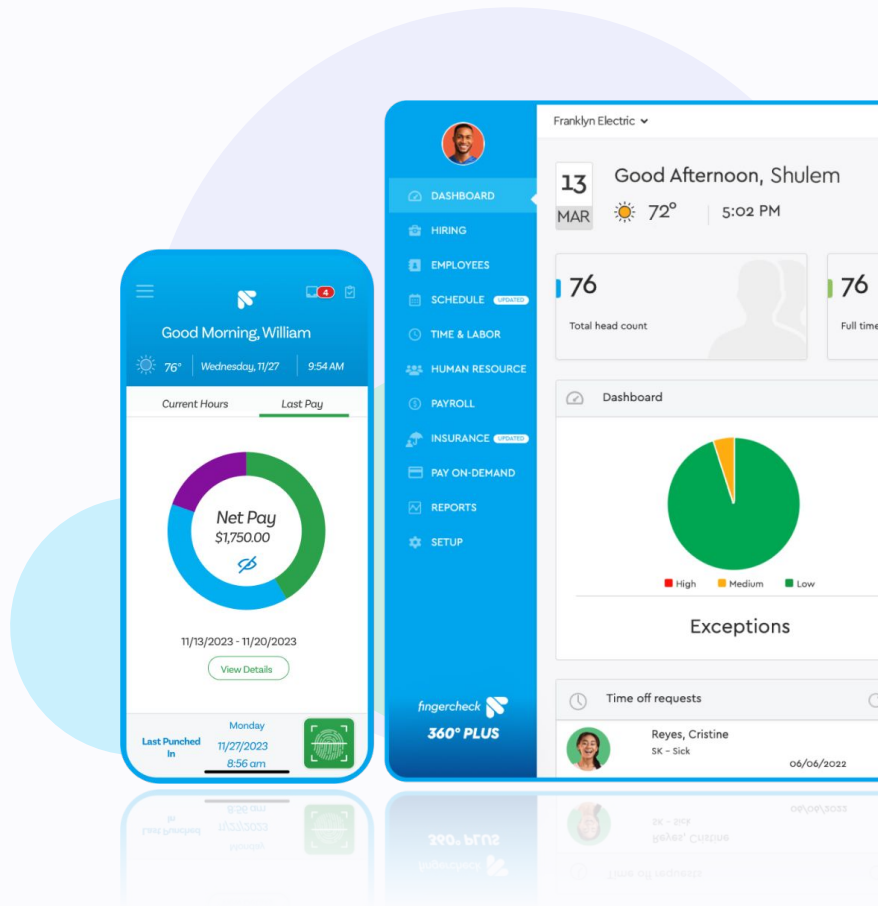 Good Morning, William
76°
Wednesday, 11/27
9:54 AM
4
Current Hours
Last Pay
Net Pay
$1,750.00
11/13/2023 - 11/20/2023
View Details
Last Punched
In
Monday
11/27/2023
8:56 am
DASHBOARD
HIRING
EMPLOYEES
SCHEDULE UPDATED
TIME & LABOR
HUMAN RESOURCE
PAYROLL
INSURANCE UPDATED
PAY ON-DEMAND
REPORTS
SETUP
fingercheck
360° PLUS
Franklyn Electric
13
MAR
Good Afternoon, Shulem
72°
5:02 PM
76
Total head count
76
Full time
Dashboard
High
Medium
Low
Exceptions
Time off requests
Reyes, Cristine
SK - Sick
06/06/2022